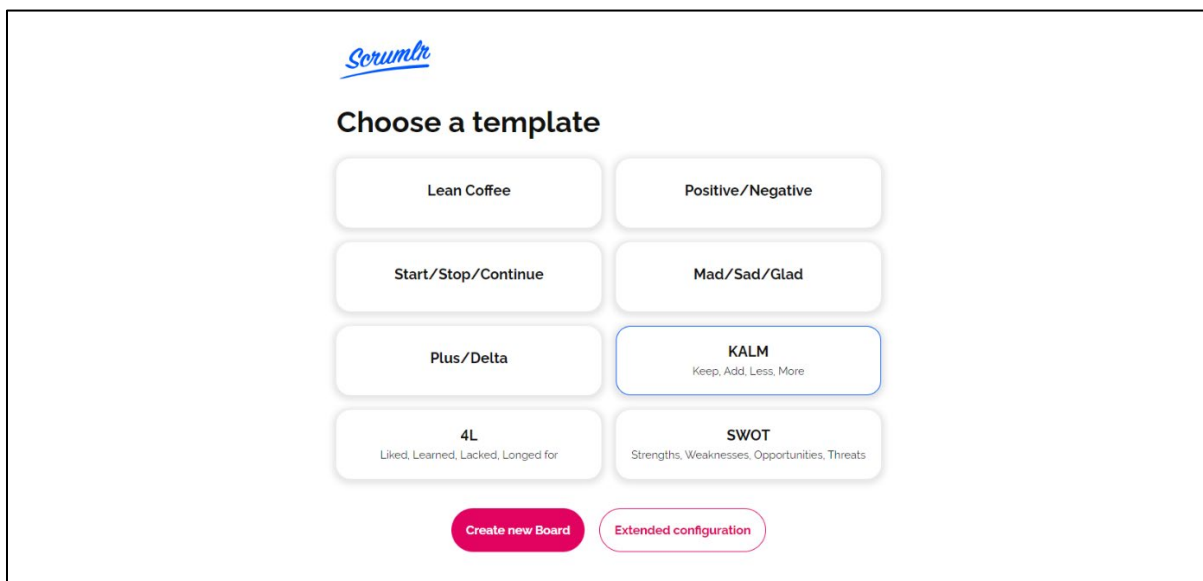 Scrumlr
Choose a template
Lean Coffee
Positive/Negative
Start/Stop/Continue
Mad/Sad/Glad
Plus/Delta
KALM
Keep, Add, Less, More
4L
Liked, Learned, Lacked, Longed for
SWOT
Strengths, Weaknesses, Opportunities, Threats
Create new Board
Extended configuration